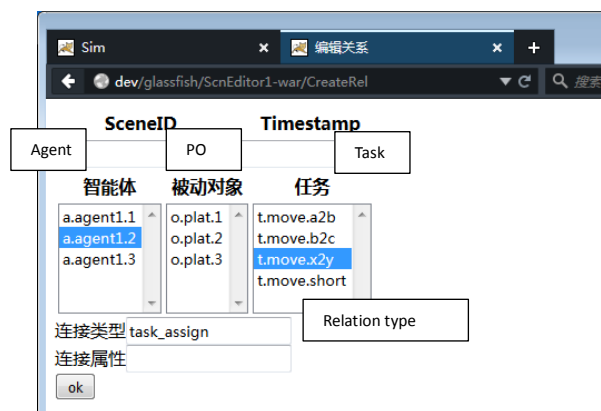 Sim
编辑关系
dev/glassfish/ScnEditor1-war/CreateRel
搜索
SceneID Timestamp
Agent PO Task
智能体 被动对象 任务
a.agent1.1 o.plat.1 t.move.a2b
a.agent1.2 o.plat.2 t.move.b2c
a.agent1.3 o.plat.3 t.move.x2y
t.move.short
Relation type
连接类型 task_assign
连接属性
ok